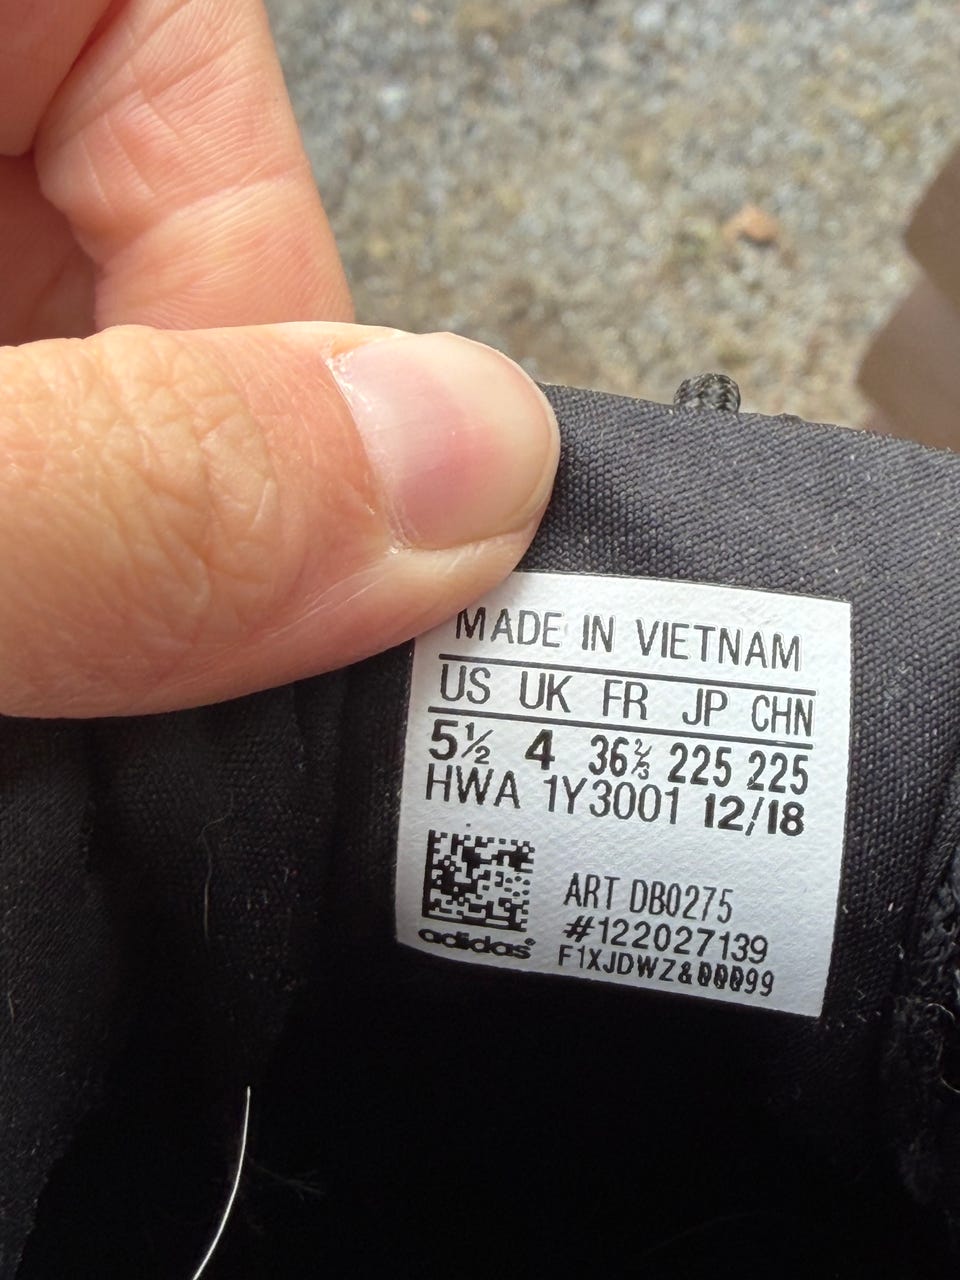 MADE IN VIETNAM
US UK FR JP CHN
5½ 4 36⅔ 225 225
HWA 1Y3001 12/18
ART DB0275
#122027139
adidas®
F1XJDWZ&00099